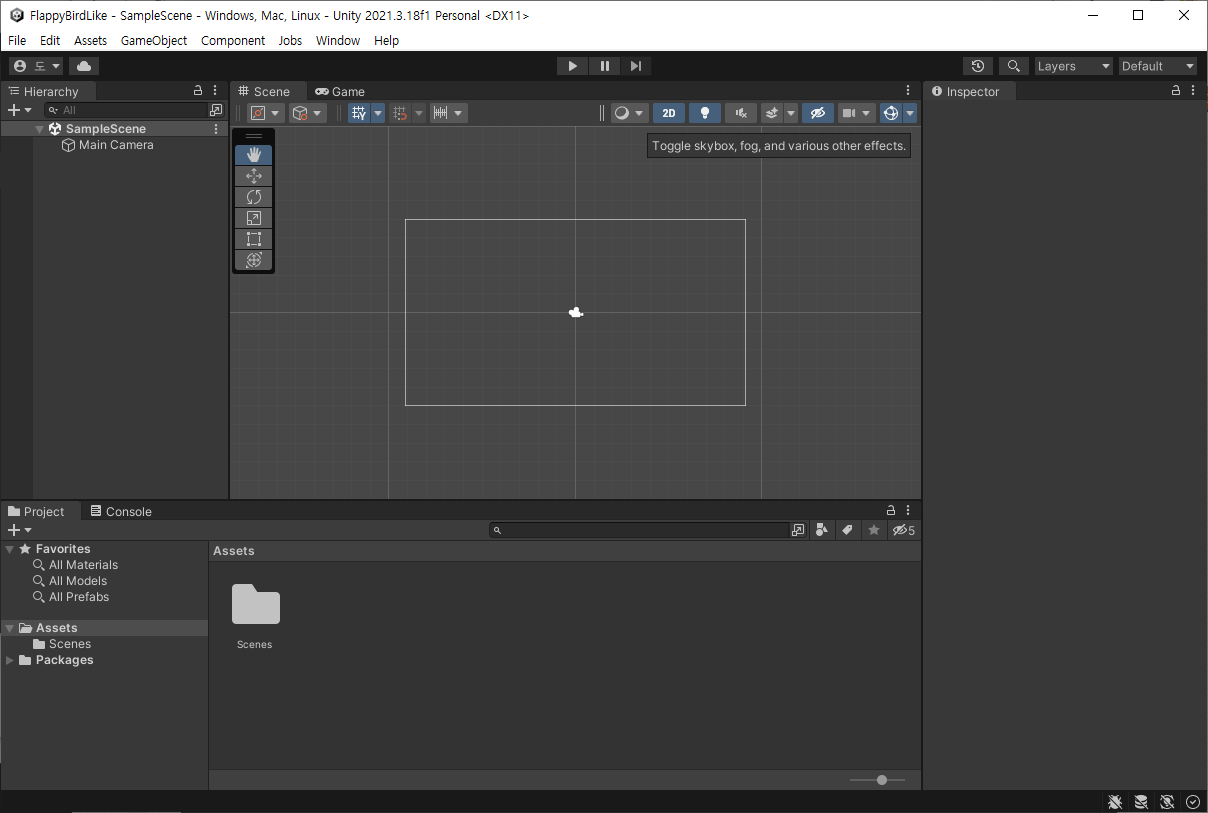 FlappyBirdLike - SampleScene - Windows, Mac, Linux - Unity 2021.3.18f1 Personal <DX11>
File Edit Assets GameObject Component Jobs Window Help
도 Layers Default
Hierarchy
All
SampleScene
Main Camera
Scene Game
2D
Toggle skybox, fog, and various other effects.
Inspector
Project Console
5
Favorites
All Materials
All Models
All Prefabs
Assets
Scenes
Packages
Assets
Scenes